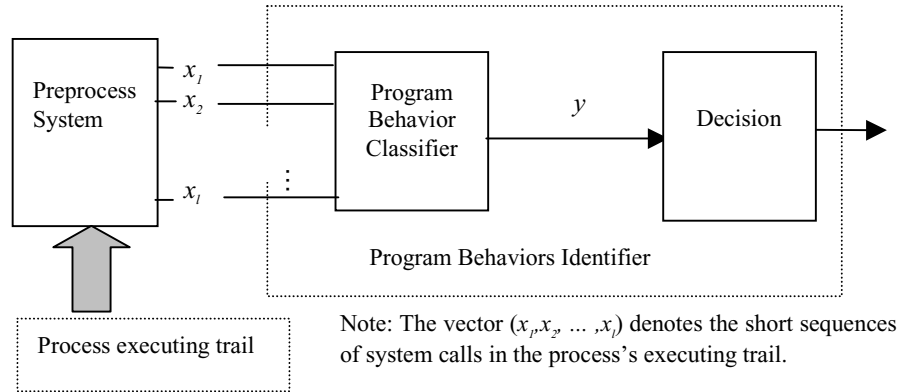 Preprocess
System
x1
x2
xl
⋮
Program
Behavior
Classifier
y
Decision
Program Behaviors Identifier
Process executing trail
Note: The vector (xl,x2, ... ,xl) denotes the short sequences
of system calls in the process’s executing trail.